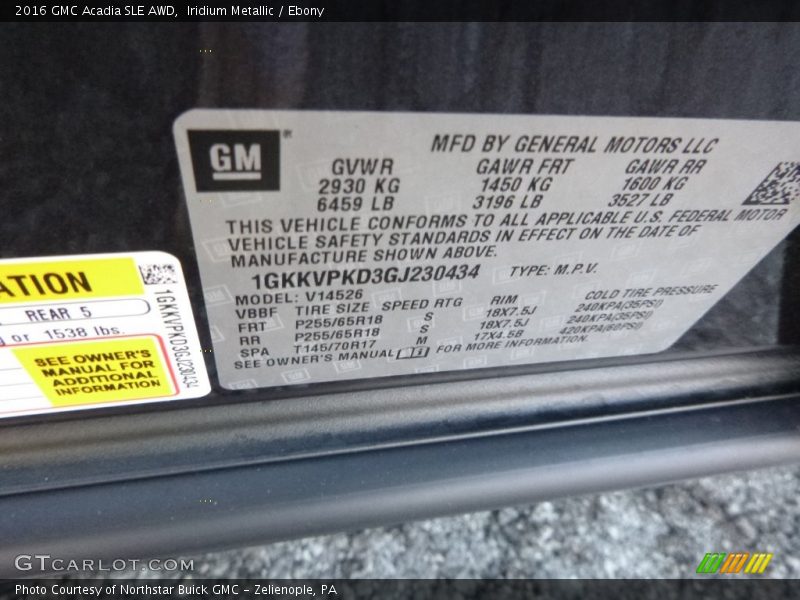 2016 GMC Acadia SLE AWD,  Iridium Metallic / Ebony
GM ®
MFD BY GENERAL MOTORS LLC
GVWR GAWR FRT GAWR RR
2930 KG 1450 KG 1600 KG
6459 LB 3196 LB 3527 LB
THIS VEHICLE CONFORMS TO ALL APPLICABLE U.S. FEDERAL MOTOR
VEHICLE SAFETY STANDARDS IN EFFECT ON THE DATE OF
MANUFACTURE SHOWN ABOVE.
1GKKVPKD3GJ230434 TYPE: M.P.V.
MODEL: V14526
VBBF TIRE SIZE SPEED RTG RIM COLD TIRE PRESSURE
FRT P255/65R18 S 18X7.5J 240KPA(35PSI)
RR P255/65R18 S 18X7.5J 240KPA(35PSI)
SPA T145/70R17 M 17X4.5B 420KPA(60PSI)
SEE OWNER'S MANUAL FOR MORE INFORMATION.
ATION
REAR 5
or 1538 lbs.
SEE OWNER'S
MANUAL FOR
ADDITIONAL
INFORMATION
1GKKVPKD3GJ230434
GTCARLOT.COM
Photo Courtesy of Northstar Buick GMC - Zelienople, PA